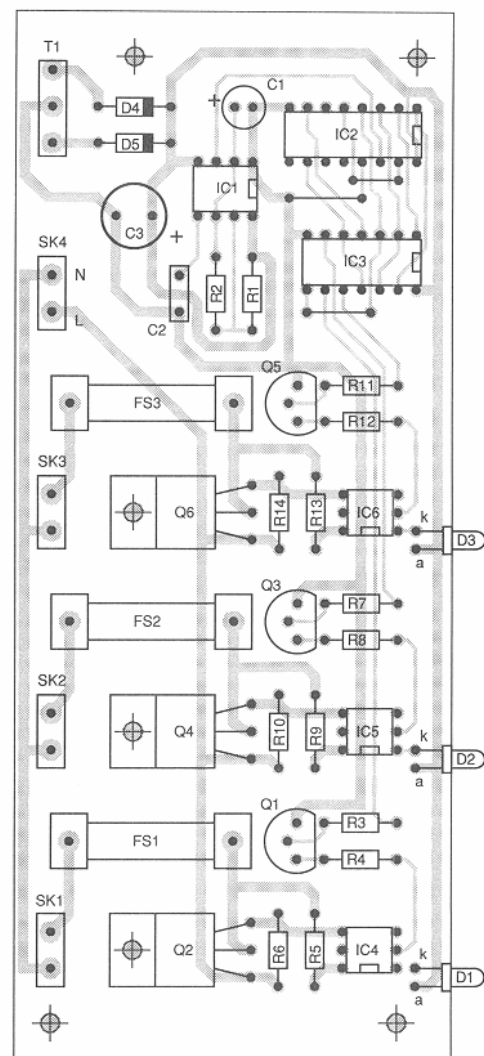 T1
C1
+
D4
IC2
D5
IC1
C3
+
IC3
SK4
N
R2
R1
L
C2
Q5
R11
FS3
R12
SK3
Q6
R14
R13
IC6
k
D3
a
Q3
R7
FS2
R8
SK2
Q4
R10
R9
IC5
k
D2
a
Q1
R3
FS1
R4
SK1
Q2
R6
R5
IC4
k
D1
a